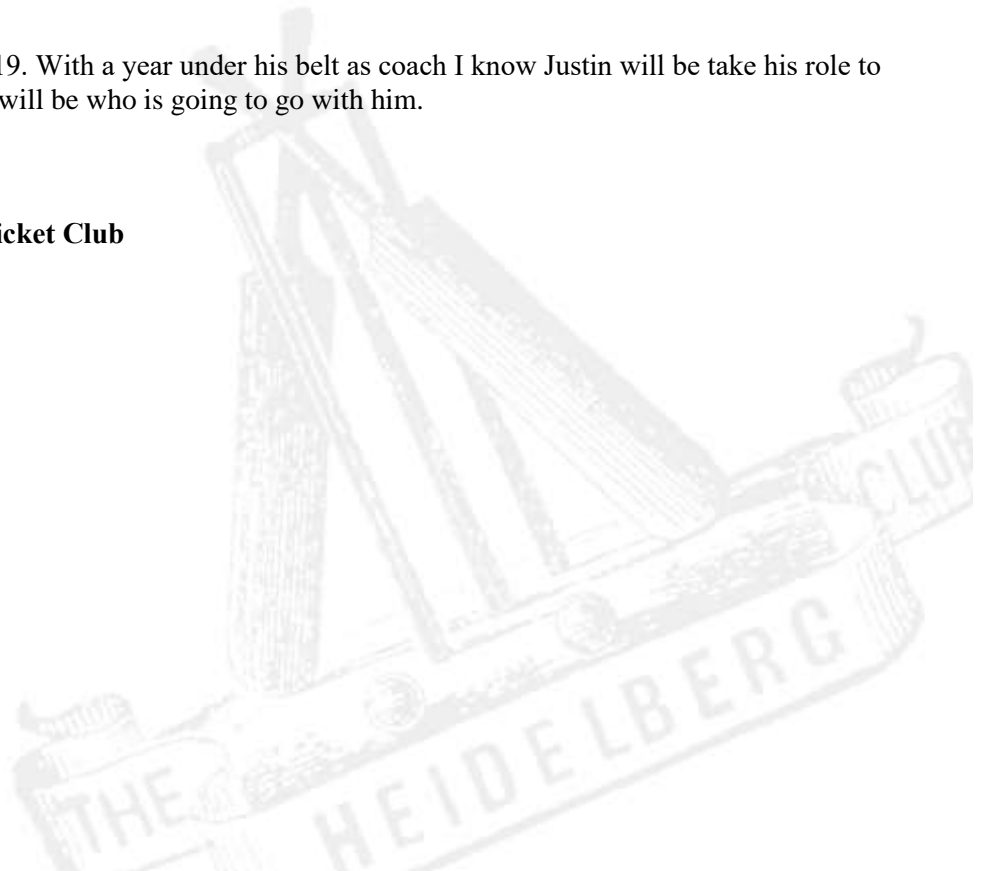 19. With a year under his belt as coach I know Justin will be take his role to
will be who is going to go with him.
icket Club
CLUB
THE
HEIDELBERG